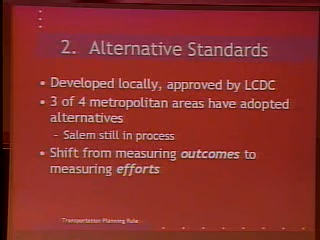 2. Alternative Standards
• Developed locally, approved by LCDC
• 3 of 4 metropolitan areas have adopted
alternatives
– Salem still in process
• Shift from measuring outcomes to
measuring efforts
Transportation Planning Rule